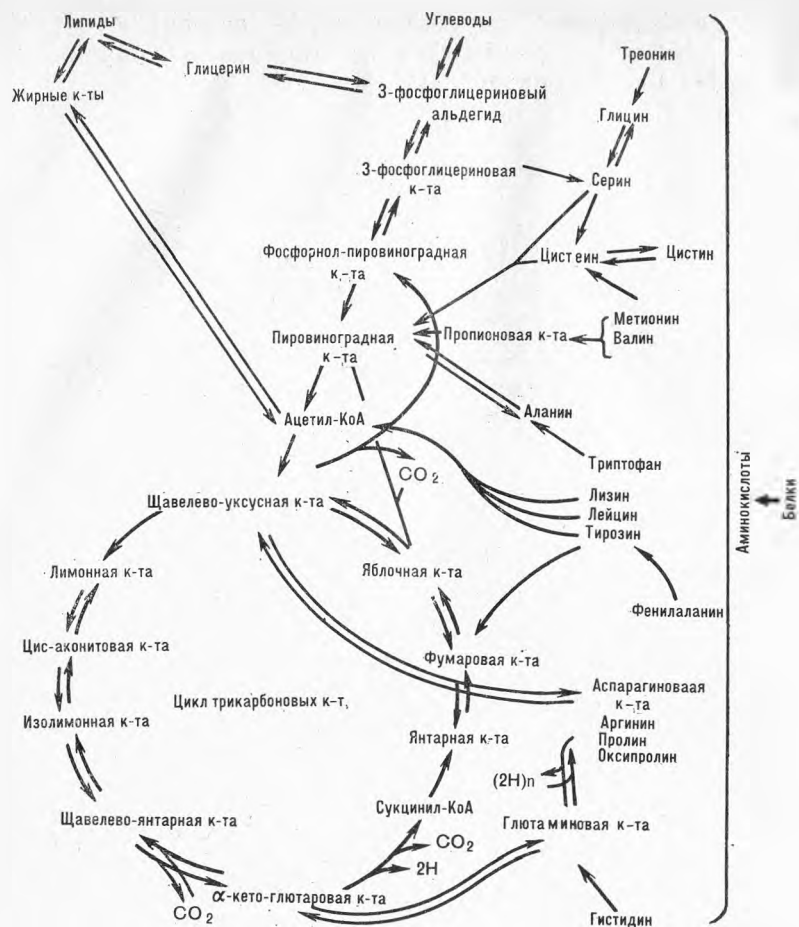 Липиды
Углеводы
Глицерин
Треонин
Жирные к-ты
3-фосфоглицериновый
альдегид
Глицин
3-фосфоглицериновая
к-та
Серин
Фосфорнол-пировиноградная
к-та
Цистеин
Цистин
Пировиноградная
к-та
Пропионовая к-та
Метионин
Валин
Ацетил-КоА
Аланин
Триптофан
CO2
Щавелево-уксусная к-та
Лизин
Лейцин
Тирозин
Аминокислоты
Белки
Лимонная к-та
Яблочная к-та
Фенилаланин
Цис-аконитовая к-та
Фумаровая к-та
Цикл трикарбоновых к-т,
Аспарагиноваая
к-та
Изолимонная к-та
Аргинин
Пролин
Оксипролин
Янтарная к-та
(2H)n
Сукцинил-КоА
Щавелево-янтарная к-та
Глютаминовая к-та
CO2
2H
α-кето-глютаровая к-та
CO2
Гистидин